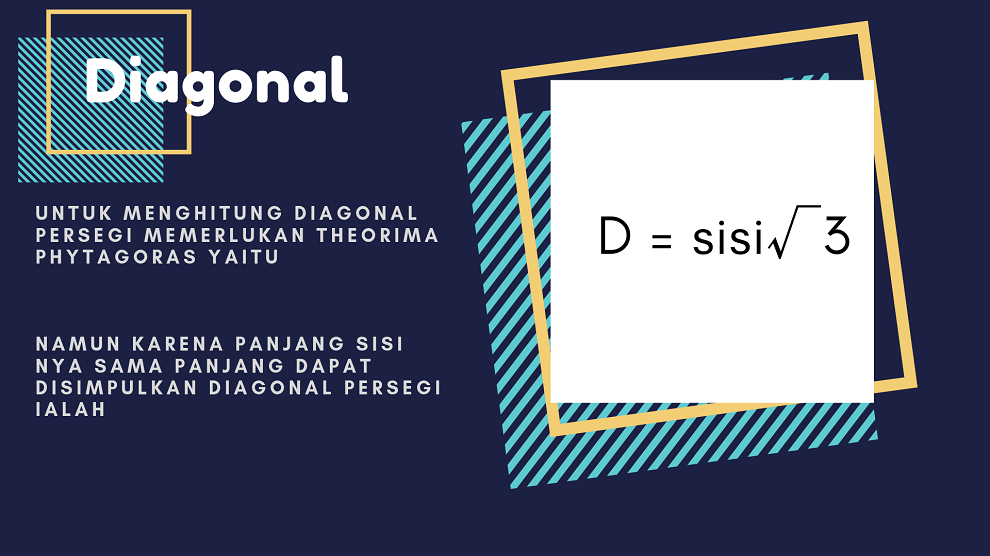 Diagonal
UNTUK MENGHITUNG DIAGONAL
PERSEGI MEMERLUKAN THEORIMA
PHYTAGORAS YAITU
NAMUN KARENA PANJANG SISI
NYA SAMA PANJANG DAPAT
DISIMPULKAN DIAGONAL PERSEGI
IALAH
D = sisi√ 3